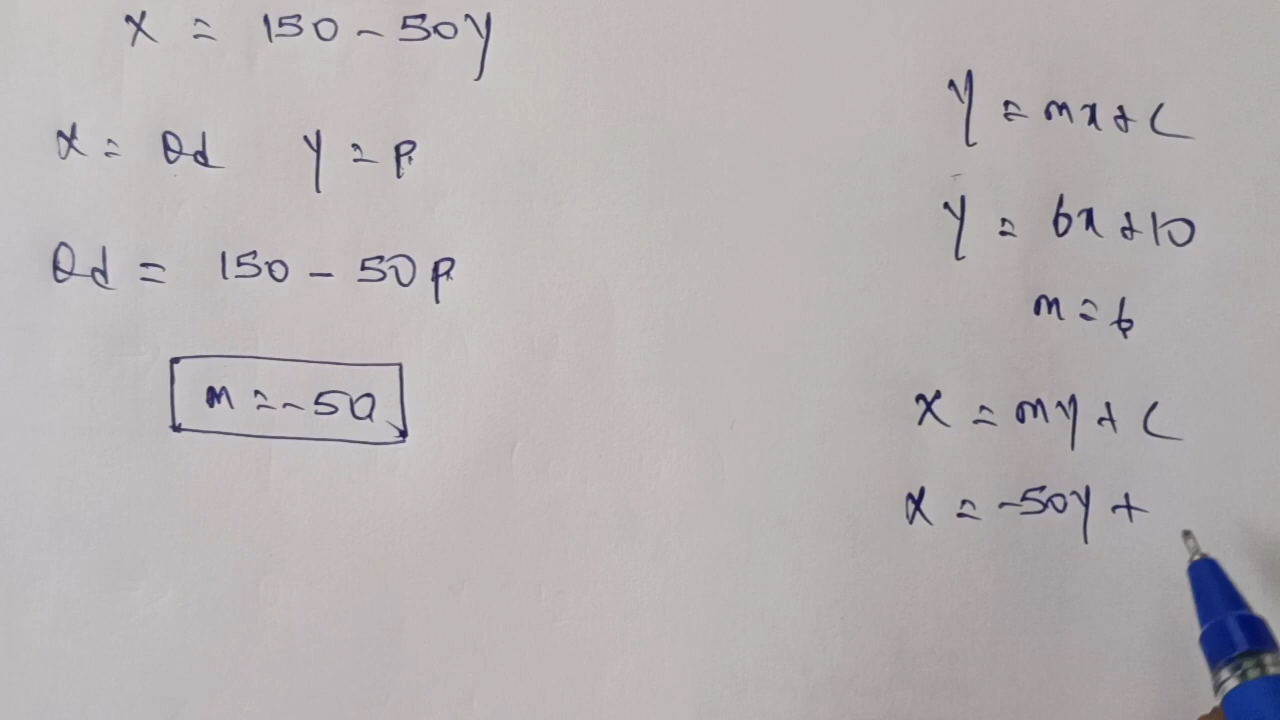 x = 150 - 50y
x = Qd y = P
Qd = 150 - 50P
m = -50
y = mx + c
y = 6x + 10
m = 6
x = my + c
x = -50y +